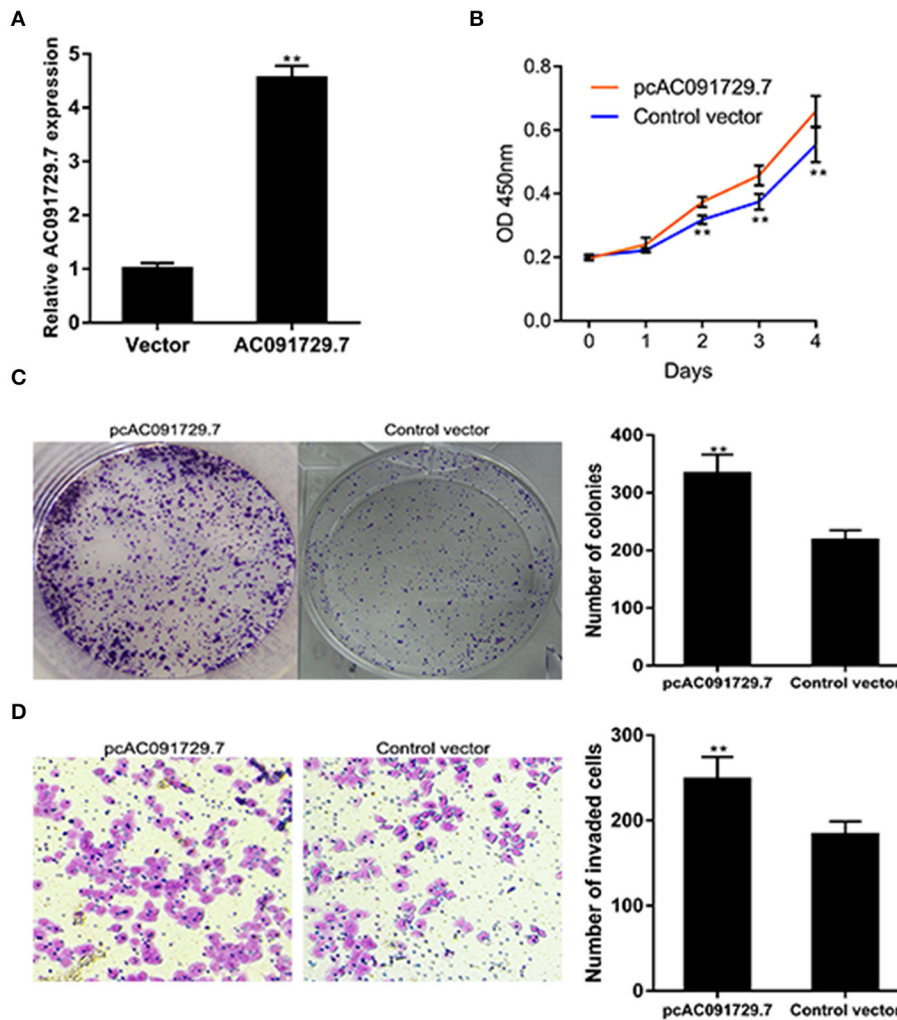 A
Relative AC091729.7 expression
5
4
3
2
1
0
**
Vector
AC091729.7
B
OD 450nm
0.8
0.6
0.4
0.2
0.0
pcAC091729.7
Control vector
**
**
**
0
1
2
3
4
Days
C
pcAC091729.7
Control vector
Number of colonies
400
300
200
100
0
**
pcAC091729.7
Control vector
D
pcAC091729.7
Control vector
Number of invaded cells
300
200
100
0
**
pcAC091729.7
Control vector